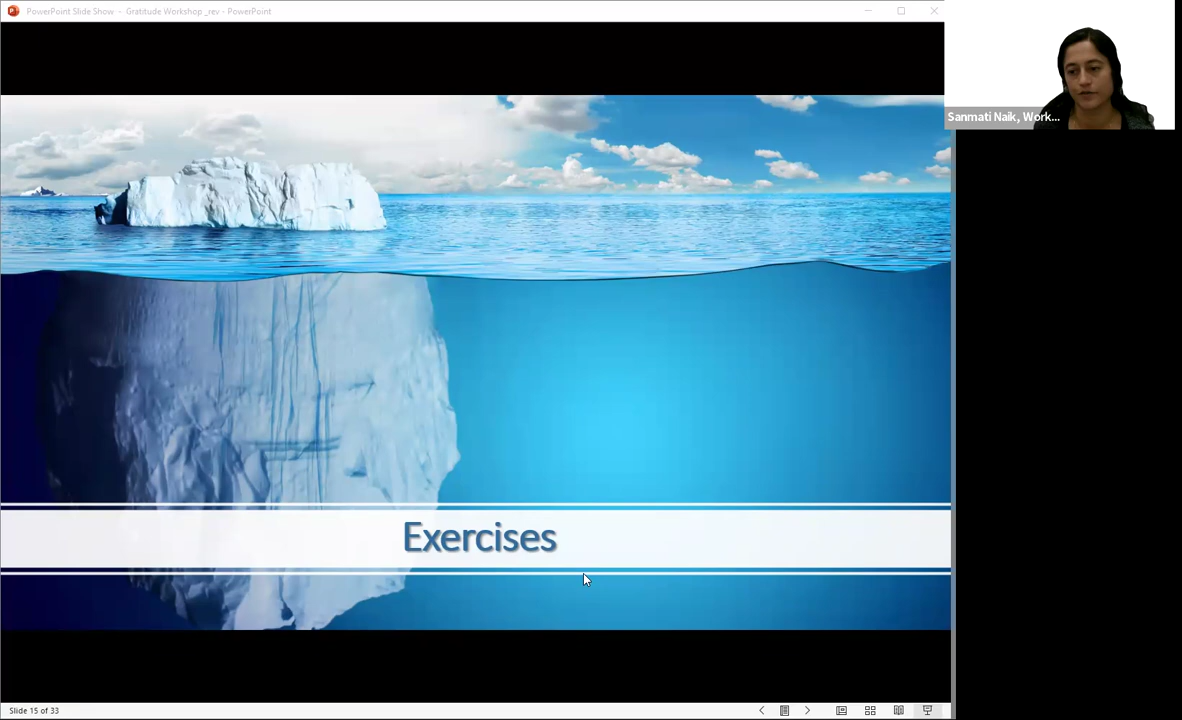 PowerPoint Slide Show - Gratitude Workshop _rev - PowerPoint
Sanmati Naik, Work...
Exercises
Slide 15 of 33